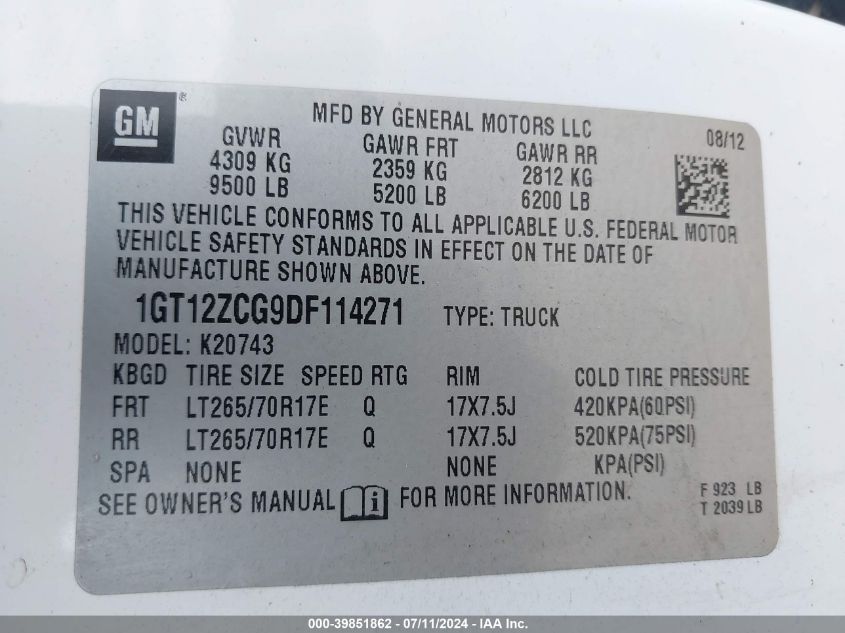 GM ®
MFD BY GENERAL MOTORS LLC 08/12
GVWR GAWR FRT GAWR RR
4309 KG 2359 KG 2812 KG
9500 LB 5200 LB 6200 LB
THIS VEHICLE CONFORMS TO ALL APPLICABLE U.S. FEDERAL MOTOR
VEHICLE SAFETY STANDARDS IN EFFECT ON THE DATE OF
MANUFACTURE SHOWN ABOVE.
1GT12ZCG9DF114271 TYPE: TRUCK
MODEL: K20743
KBGD TIRE SIZE SPEED RTG RIM COLD TIRE PRESSURE
FRT LT265/70R17E Q 17X7.5J 420KPA(60PSI)
RR LT265/70R17E Q 17X7.5J 520KPA(75PSI)
SPA NONE NONE KPA(PSI)
SEE OWNER'S MANUAL i FOR MORE INFORMATION.
F 923 LB
T 2039 LB
000-39851862 - 07/11/2024 - IAA Inc.